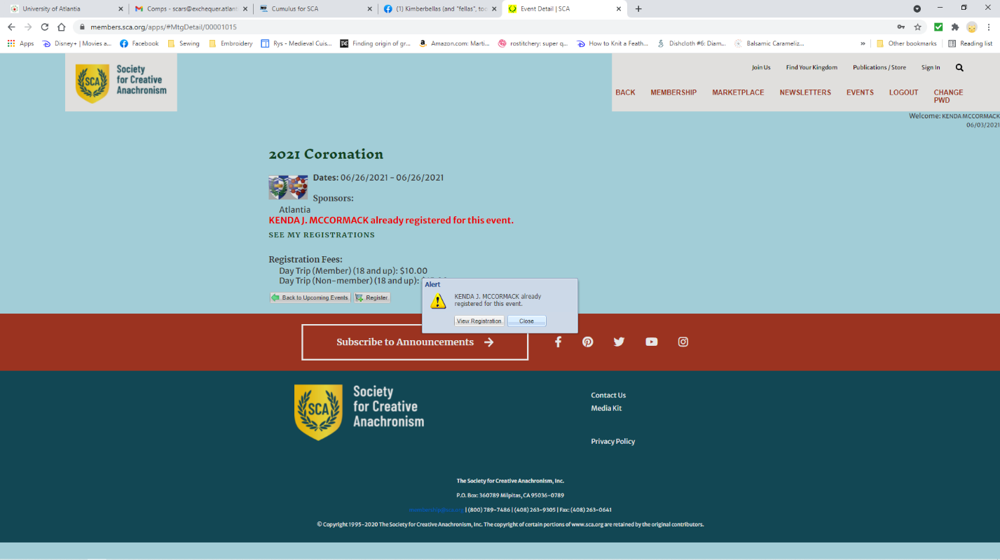 University of Atlantia
Comps - scars@exchequer.atlant
Cumulus for SCA
(1) Kimberbellas (and "fellas", too
Event Detail | SCA
members.sca.org/apps/#MtgDetail/00001015
Apps
Disney+ | Movies a...
Facebook
Sewing
Embroidery
Rys - Medieval Cuis...
Finding origin of gr...
Amazon.com: Marti...
rostitchery: super q...
How to Knit a Feath...
Dishcloth #6: Diam...
Balsamic Carameliz...
»
Other bookmarks
Reading list
SCA
Society
for Creative
Anachronism
Join Us
Find Your Kingdom
Publications / Store
Sign In
BACK
MEMBERSHIP
MARKETPLACE
NEWSLETTERS
EVENTS
LOGOUT
CHANGE
PWD
Welcome: KENDA MCCORMACK
06/03/2021
2021 Coronation
Dates: 06/26/2021 - 06/26/2021
Sponsors:
Atlantia
KENDA J. MCCORMACK already registered for this event.
SEE MY REGISTRATIONS
Registration Fees:
Day Trip (Member) (18 and up): $10.00
Day Trip (Non-member) (18 and up):
Back to Upcoming Events
Register
Alert
KENDA J. MCCORMACK already
registered for this event.
View Registration
Close
Subscribe to Announcements
SCA
Society
for Creative
Anachronism
Contact Us
Media Kit
Privacy Policy
The Society for Creative Anachronism, Inc.
P.O. Box: 360789 Milpitas, CA 95036-0789
membership@sca.org | (800) 789-7486 | (408) 263-9305 | Fax: (408) 263-0641
© Copyright 1995-2020 The Society for Creative Anachronism, Inc. The copyright of certain portions of www.sca.org are retained by the original contributors.